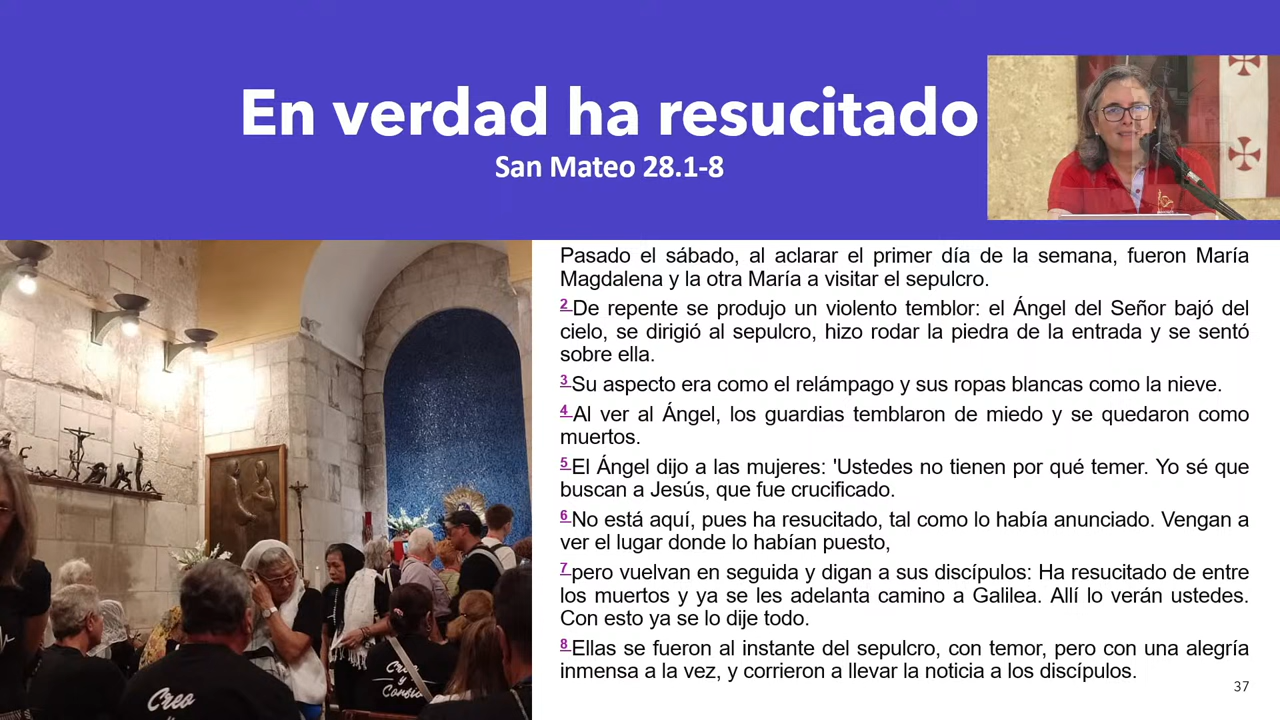 En verdad ha resucitado
San Mateo 28.1-8
Pasado el sábado, al aclarar el primer día de la semana, fueron María
Magdalena y la otra María a visitar el sepulcro.
2 De repente se produjo un violento temblor: el Ángel del Señor bajó del
cielo, se dirigió al sepulcro, hizo rodar la piedra de la entrada y se sentó
sobre ella.
3 Su aspecto era como el relámpago y sus ropas blancas como la nieve.
4 Al ver al Ángel, los guardias temblaron de miedo y se quedaron como
muertos.
5 El Ángel dijo a las mujeres: 'Ustedes no tienen por qué temer. Yo sé que
buscan a Jesús, que fue crucificado.
6 No está aquí, pues ha resucitado, tal como lo había anunciado. Vengan a
ver el lugar donde lo habían puesto,
7 pero vuelvan en seguida y digan a sus discípulos: Ha resucitado de entre
los muertos y ya se les adelanta camino a Galilea. Allí lo verán ustedes.
Con esto ya se lo dije todo.
8 Ellas se fueron al instante del sepulcro, con temor, pero con una alegría
inmensa a la vez, y corrieron a llevar la noticia a los discípulos.
37
Creo
y
Creo